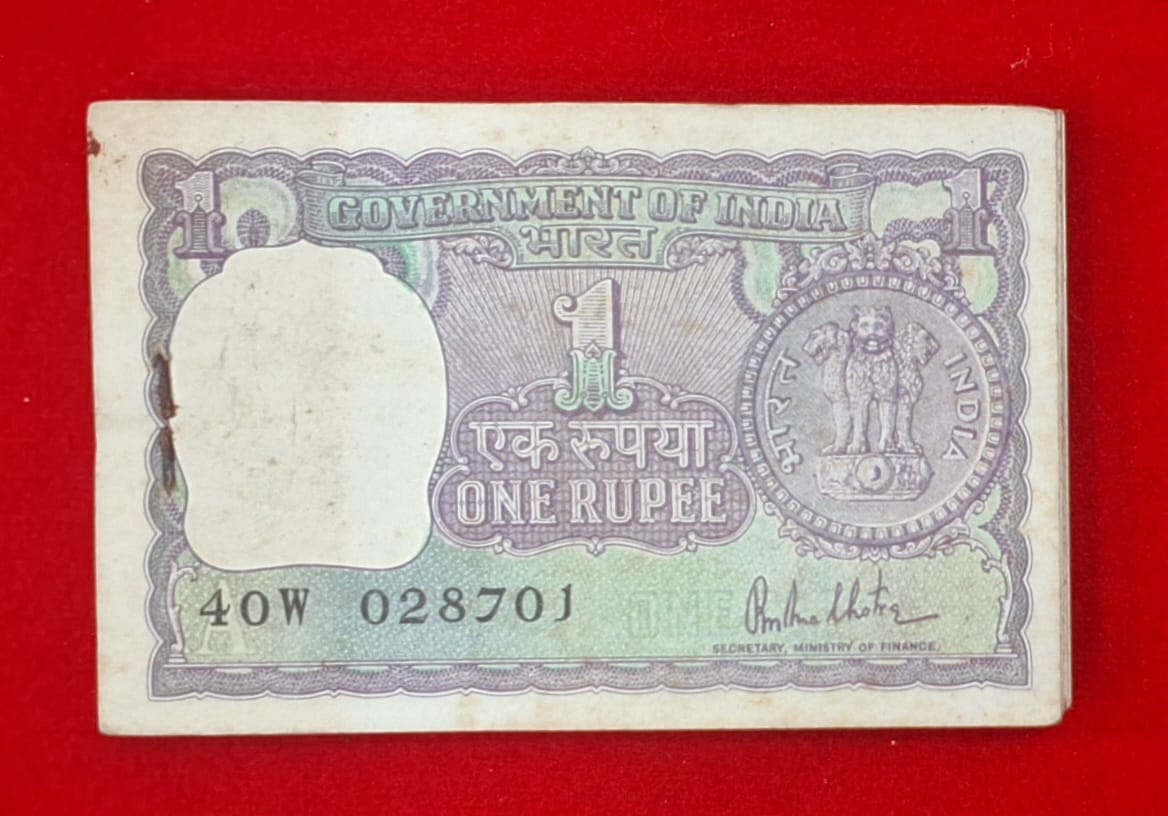 1 GOVERNMENT OF INDIA 1
भारत
1
भारत INDIA
एक रुपया
ONE RUPEE
40W 028701
A
ONE
SECRETARY, MINISTRY OF FINANCE.